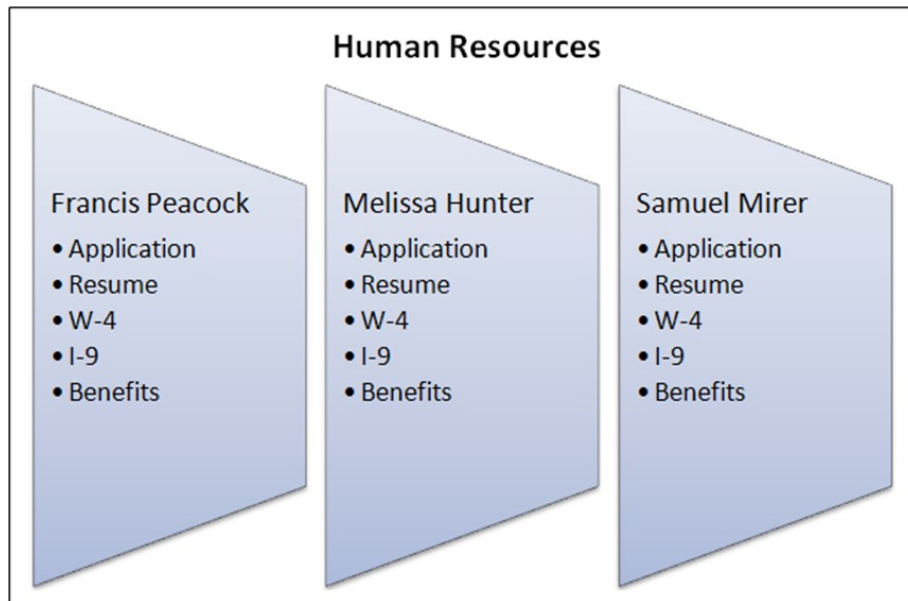 Human Resources
Francis Peacock
• Application
• Resume
• W-4
• I-9
• Benefits
Melissa Hunter
• Application
• Resume
• W-4
• I-9
• Benefits
Samuel Mirer
• Application
• Resume
• W-4
• I-9
• Benefits